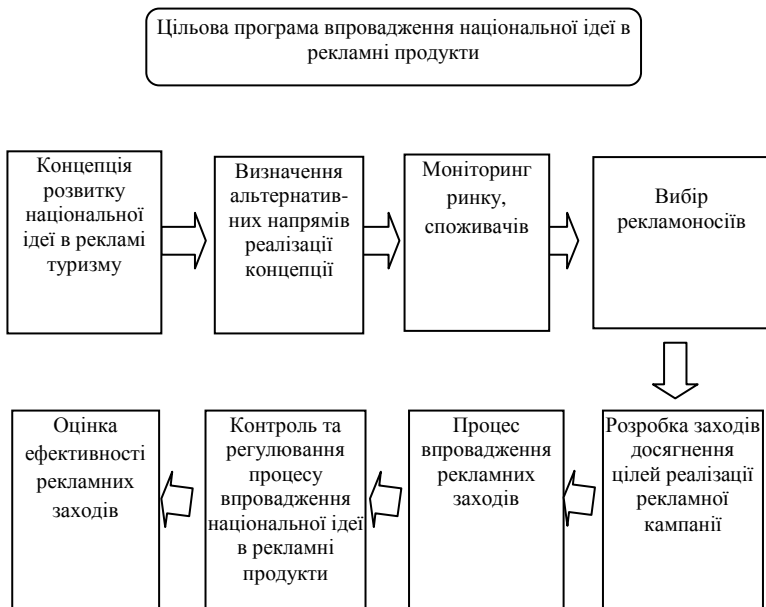 Цільова програма впровадження національної ідеї в
рекламні продукти
Концепція
розвитку
національної
ідеї в рекламі
туризму
Визначення
альтернатив-
них напрямів
реалізації
концепції
Моніторинг
ринку,
споживачів
Вибір
рекламоносіїв
Розробка заходів
досягнення
цілей реалізації
рекламної
кампанії
Процес
впровадження
рекламних
заходів
Контроль та
регулювання
процесу
впровадження
національної ідеї
в рекламні
продукти
Оцінка
ефективності
рекламних
заходів